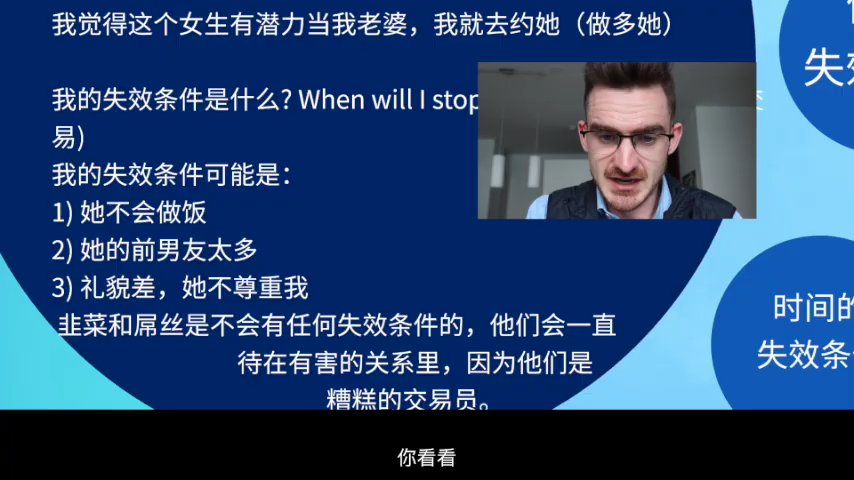 我觉得这个女生有潜力当我老婆，我就去约她（做多她）
我的失效条件是什么? When will I stop
易)
我的失效条件可能是：
1) 她不会做饭
2) 她的前男友太多
3) 礼貌差，她不尊重我
韭菜和屌丝是不会有任何失效条件的，他们会一直
待在有害的关系里，因为他们是
糟糕的交易员。
失效
时间的
失效条
你看看